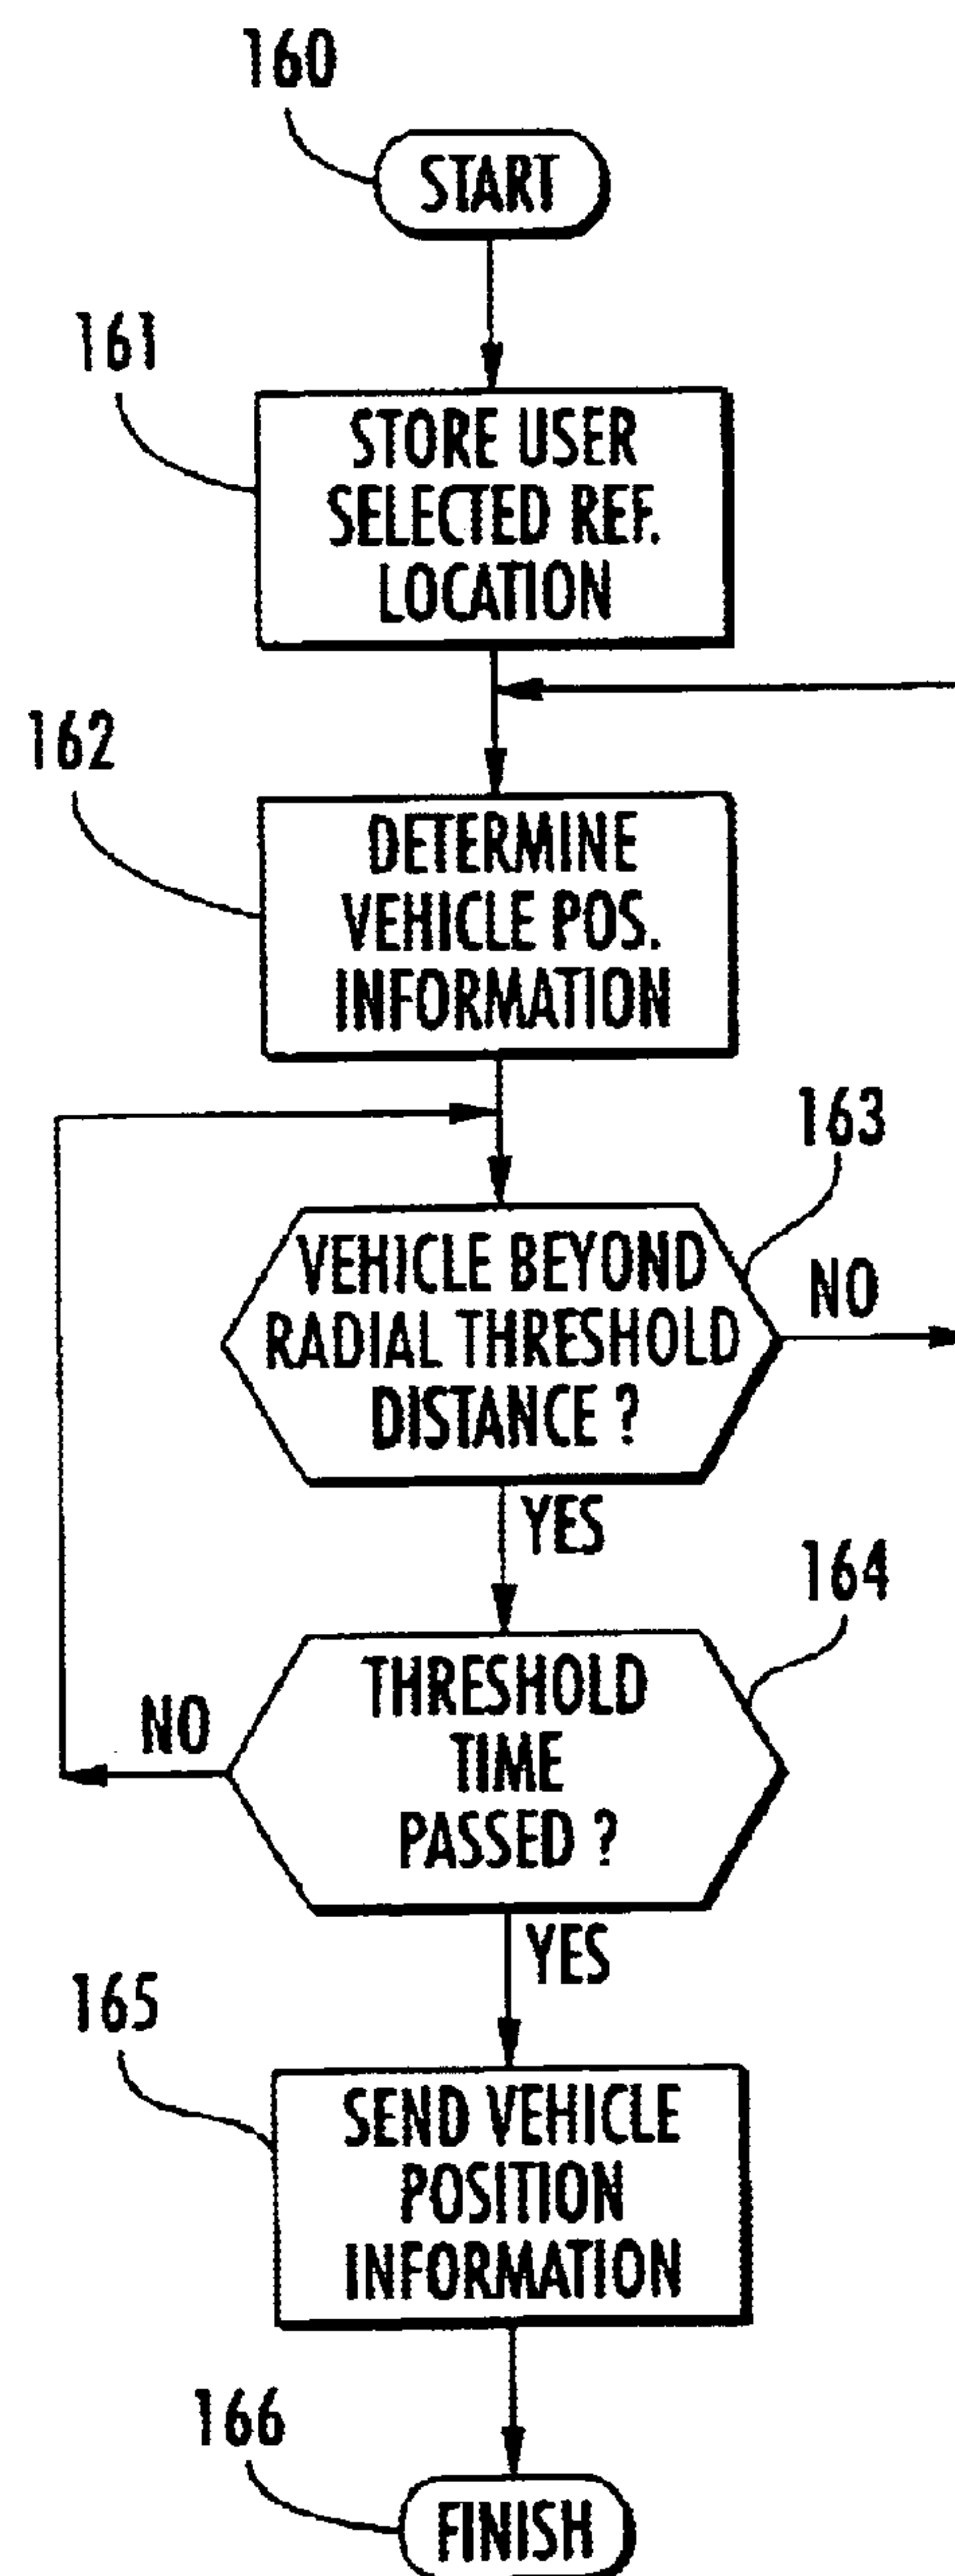 160
START
161
STORE USER
SELECTED REF.
LOCATION
162
DETERMINE
VEHICLE POS.
INFORMATION
163
VEHICLE BEYOND
RADIAL THRESHOLD
DISTANCE ?
NO
YES
164
THRESHOLD
TIME
PASSED ?
NO
YES
165
SEND VEHICLE
POSITION
INFORMATION
166
FINISH